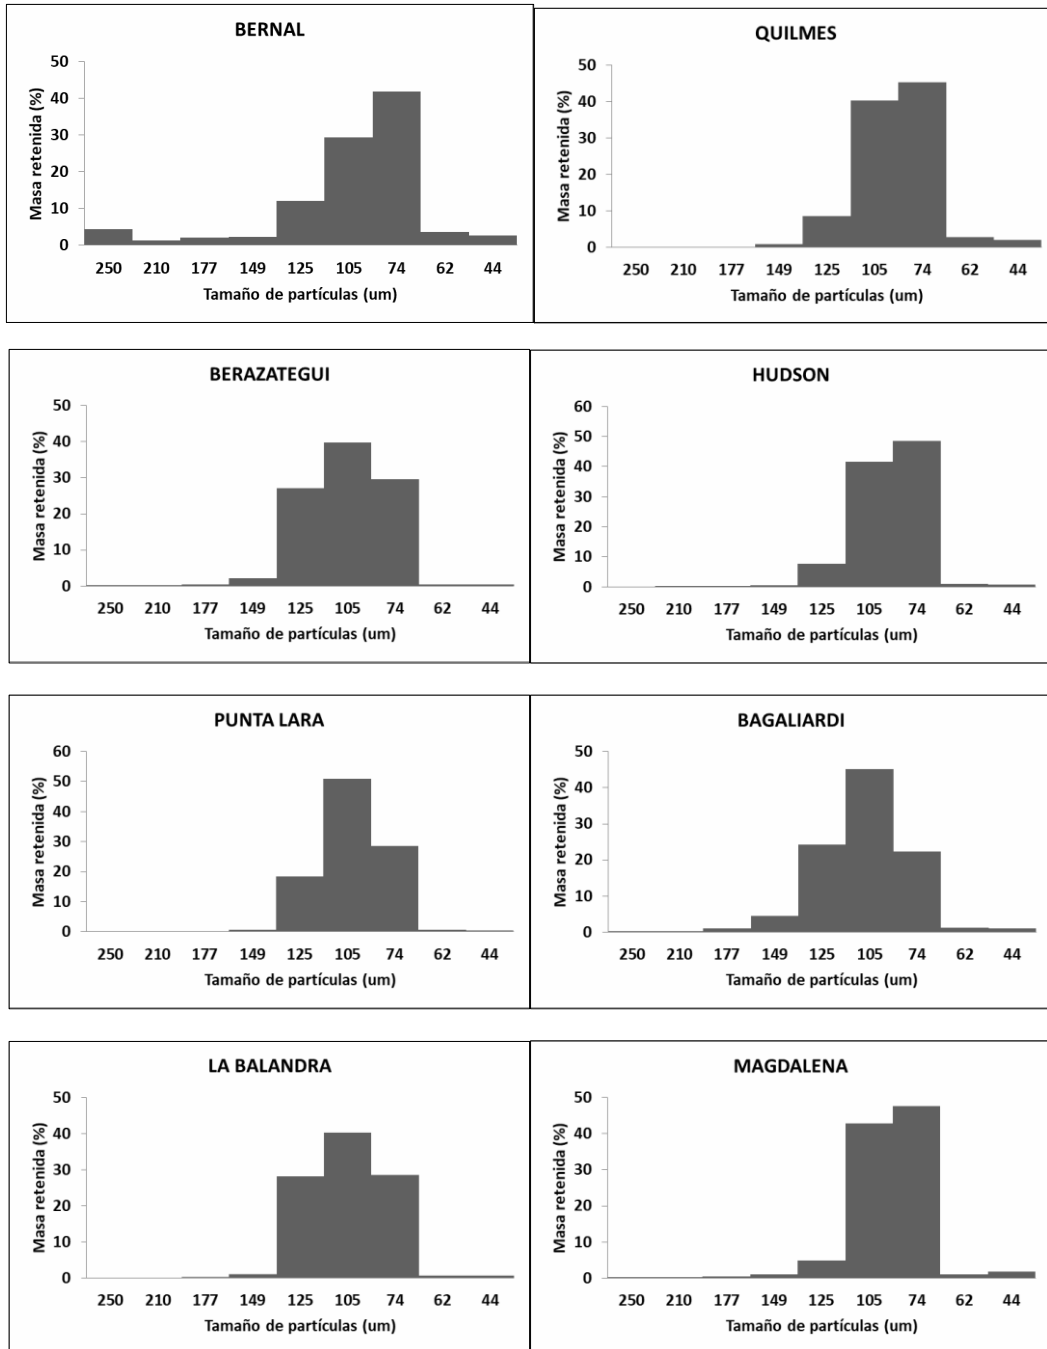 BERNAL
Masa retenida (%)
50
40
30
20
10
0
250 210 177 149 125 105 74 62 44
Tamaño de partículas (um)
QUILMES
Masa retenida (%)
50
40
30
20
10
0
250 210 177 149 125 105 74 62 44
Tamaño de partículas (um)
BERAZATEGUI
Masa retenida (%)
50
40
30
20
10
0
250 210 177 149 125 105 74 62 44
Tamaño de partículas (um)
HUDSON
Masa retenida (%)
60
50
40
30
20
10
0
250 210 177 149 125 105 74 62 44
Tamaño de partículas (um)
PUNTA LARA
Masa retenida (%)
60
50
40
30
20
10
0
250 210 177 149 125 105 74 62 44
Tamaño de partículas (um)
BAGALIARDI
Masa retenida (%)
50
40
30
20
10
0
250 210 177 149 125 105 74 62 44
Tamaño de partículas (um)
LA BALANDRA
Masa retenida (%)
50
40
30
20
10
0
250 210 177 149 125 105 74 62 44
Tamaño de partículas (um)
MAGDALENA
Masa retenida (%)
50
40
30
20
10
0
250 210 177 149 125 105 74 62 44
Tamaño de partículas (um)